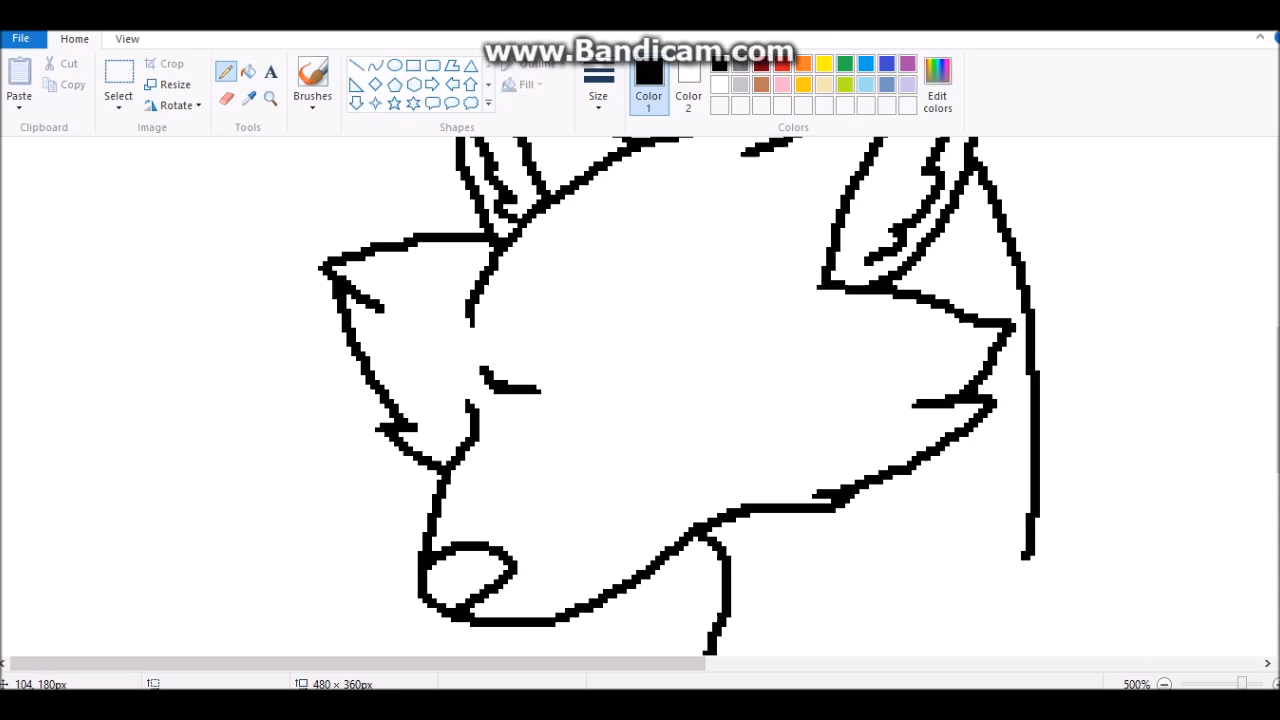 www.Bandicam.com
File Home View
Paste
Cut
Copy
Clipboard
Select
Crop
Resize
Rotate
Image
A
Tools
Brushes
Outline
Fill
Shapes
Size
Color 1
Color 2
Edit colors
Colors
104, 180px
480 × 360px
500%